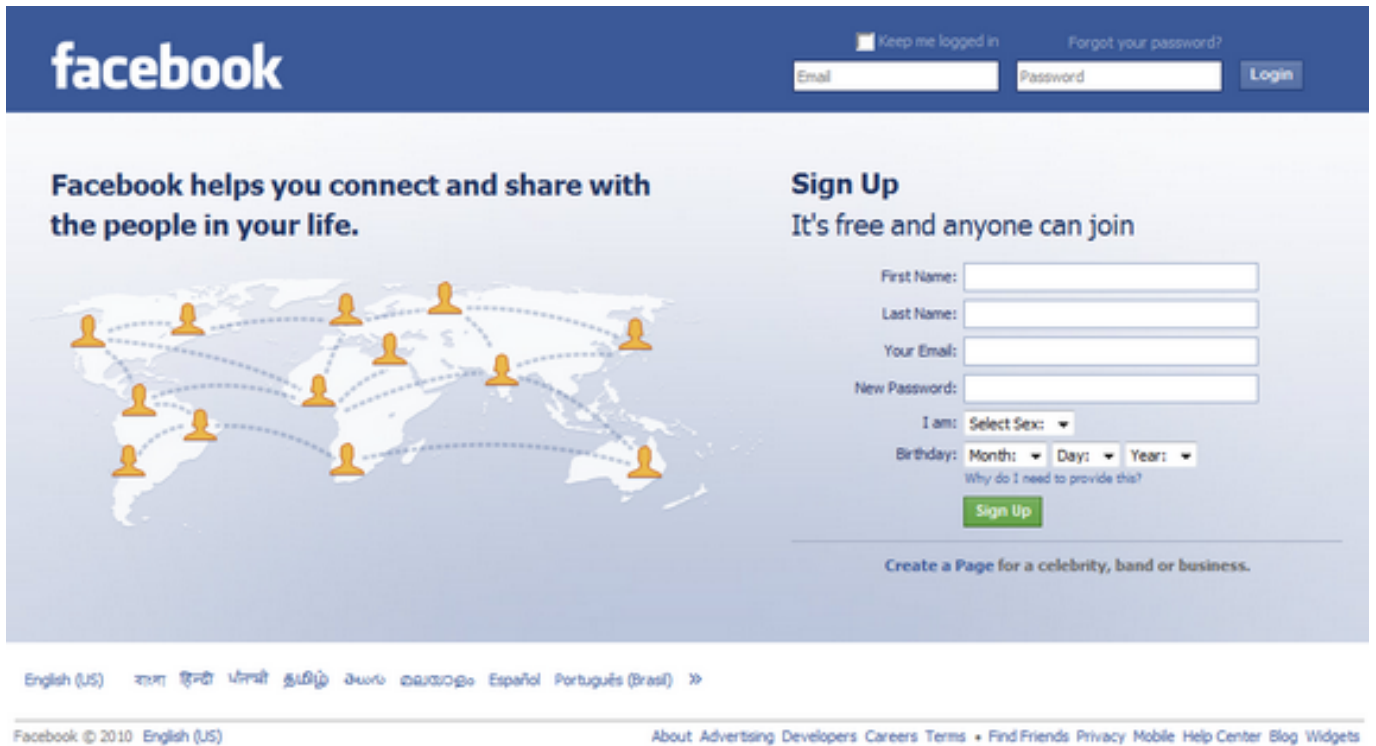 facebook
Keep me logged in Forgot your password?
Email Password Login
Facebook helps you connect and share with
the people in your life.
Sign Up
It's free and anyone can join
First Name:
Last Name:
Your Email:
New Password:
I am: Select Sex:
Birthday: Month: Day: Year:
Why do I need to provide this?
Sign Up
Create a Page for a celebrity, band or business.
English (US) বাংলা हिन्दी ਪੰਜਾਬੀ தமிழ் తెలుగు മലയാളം Español Português (Brasil) »
Facebook © 2010 English (US)
About Advertising Developers Careers Terms • Find Friends Privacy Mobile Help Center Blog Widgets